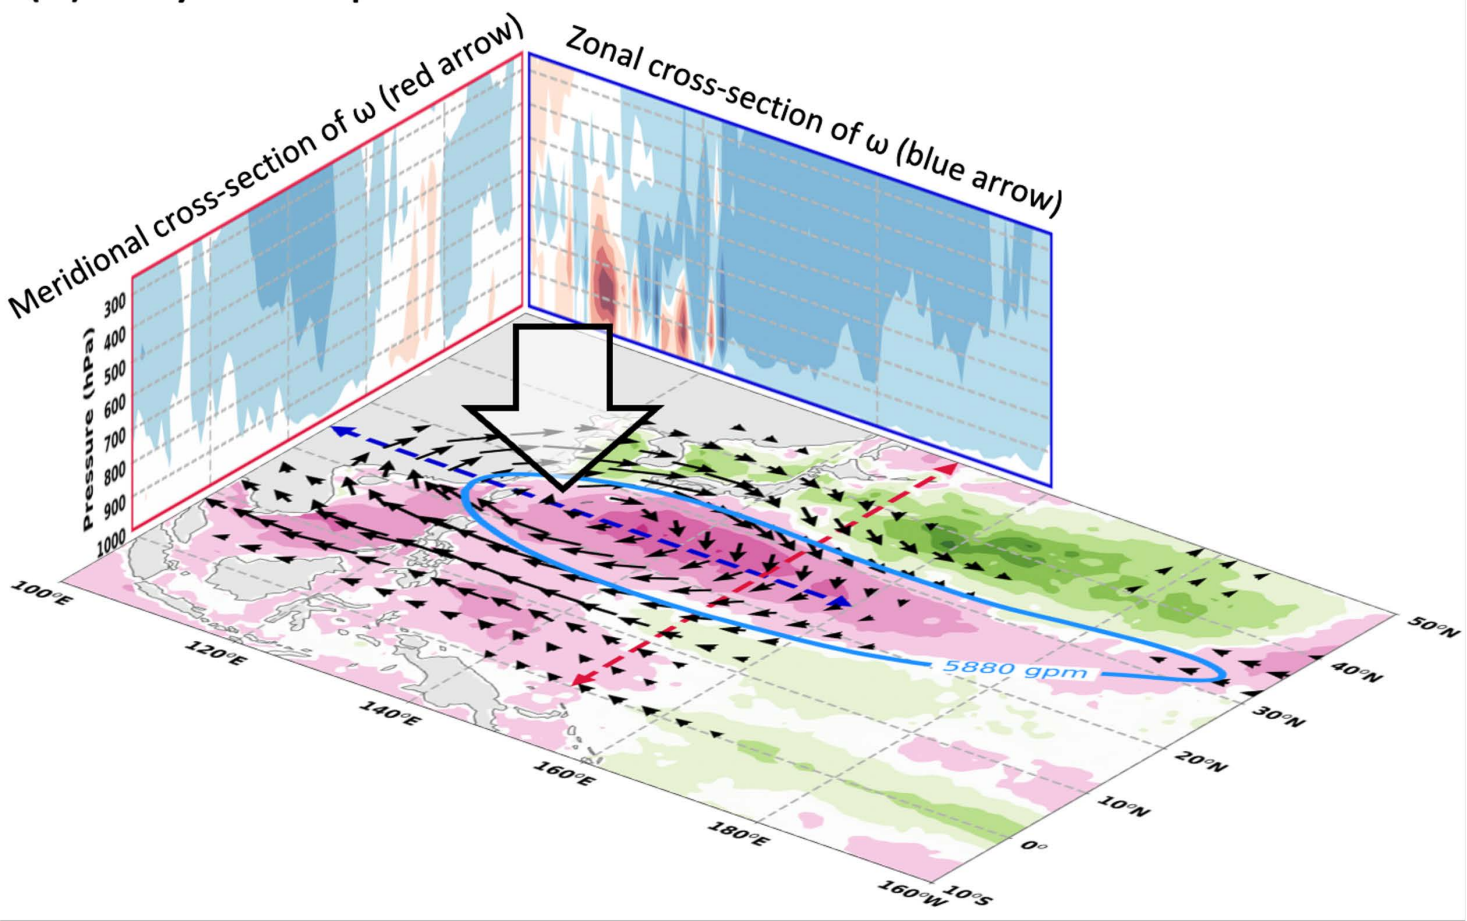 Meridional cross-section of ω (red arrow)
Zonal cross-section of ω (blue arrow)
Pressure (hPa)
300
400
500
600
700
800
900
1000
5880 gpm
100°E
120°E
140°E
160°E
180°E
160°W
10°S
0°
10°N
20°N
30°N
40°N
50°N